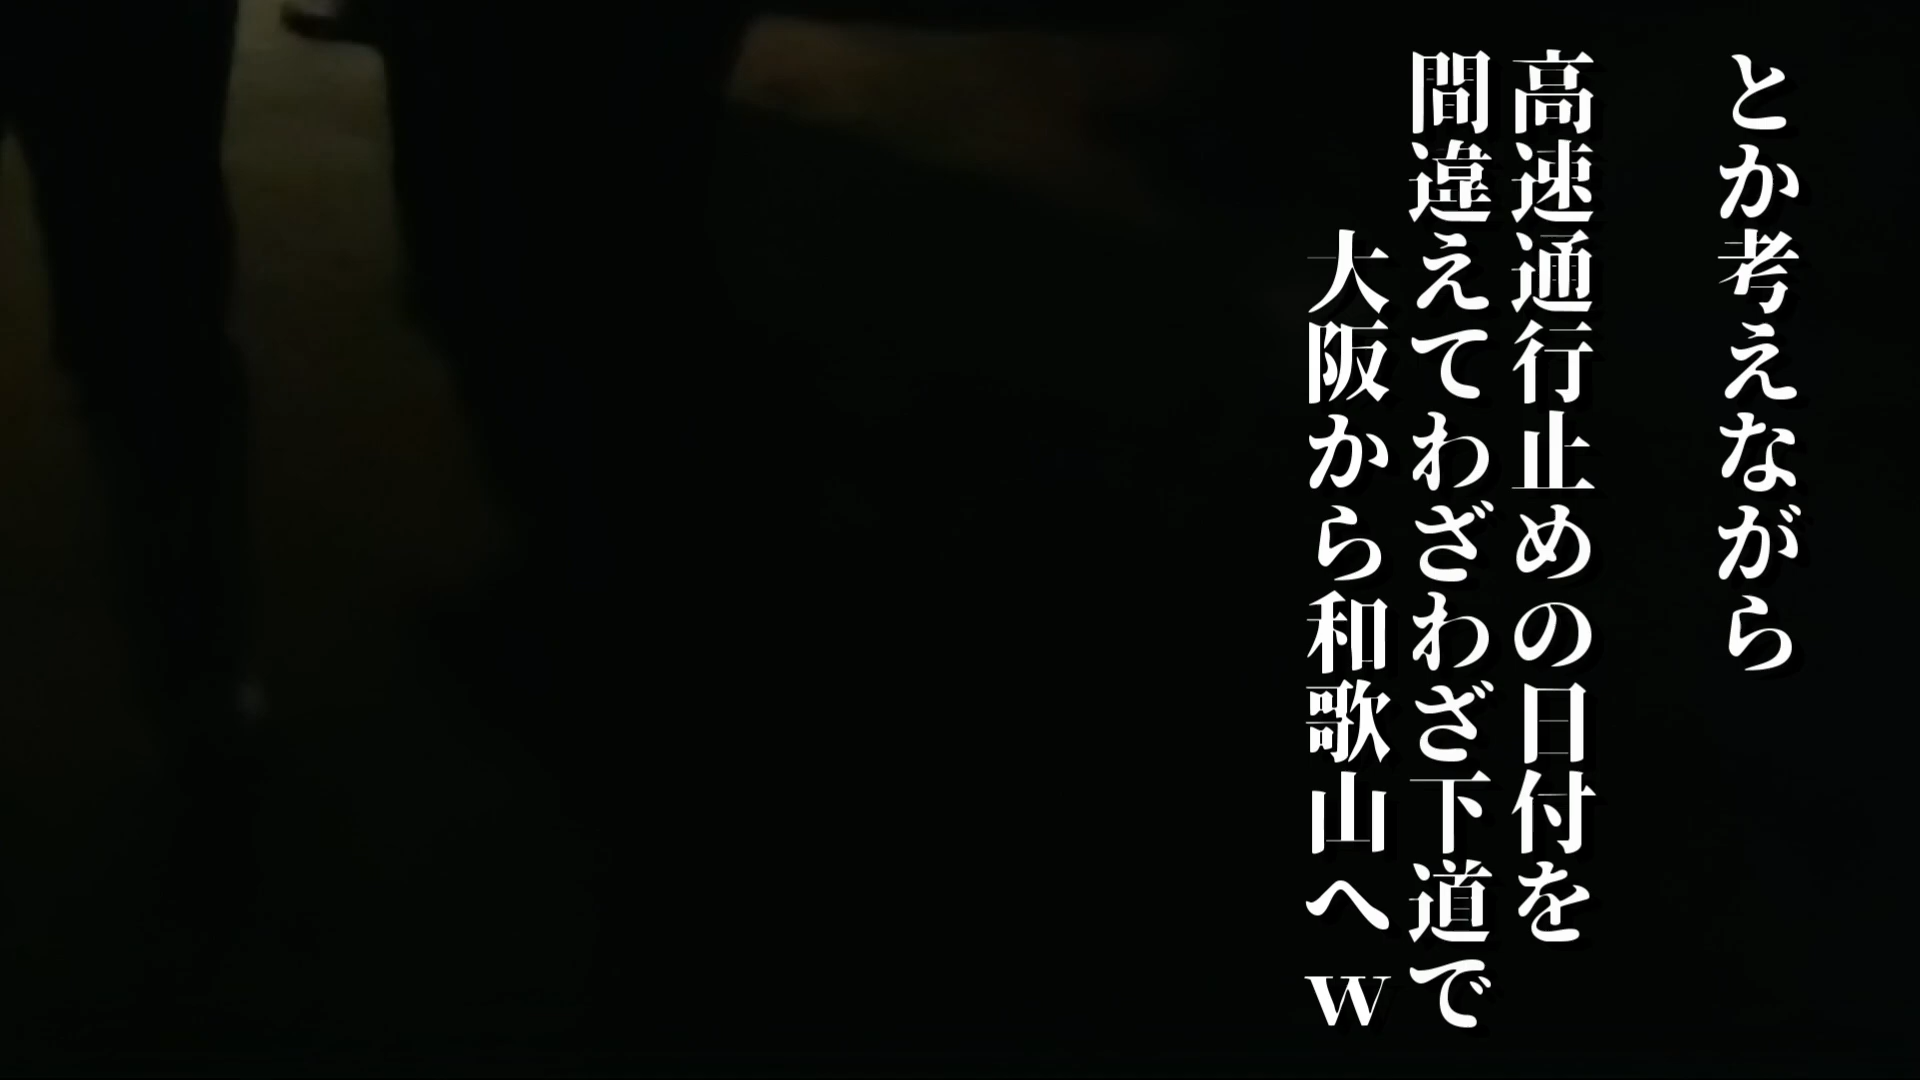 とか考えながら
高速通行止めの日付を
間違えてわざわざ下道で
大阪から和歌山へw